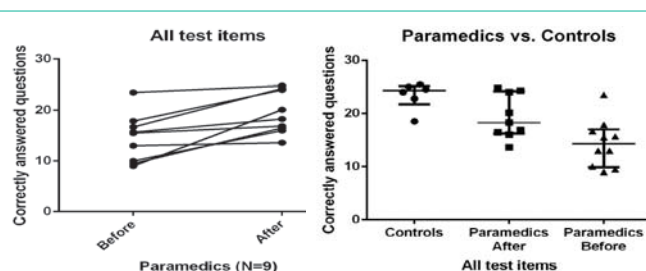 All test items
Correctly answered questions
30
20
10
0
Before
After
Paramedics (N=9)
Paramedics vs. Controls
Correctly answered questions
30
20
10
0
Controls
Paramedics
After
Paramedics
Before
All test items